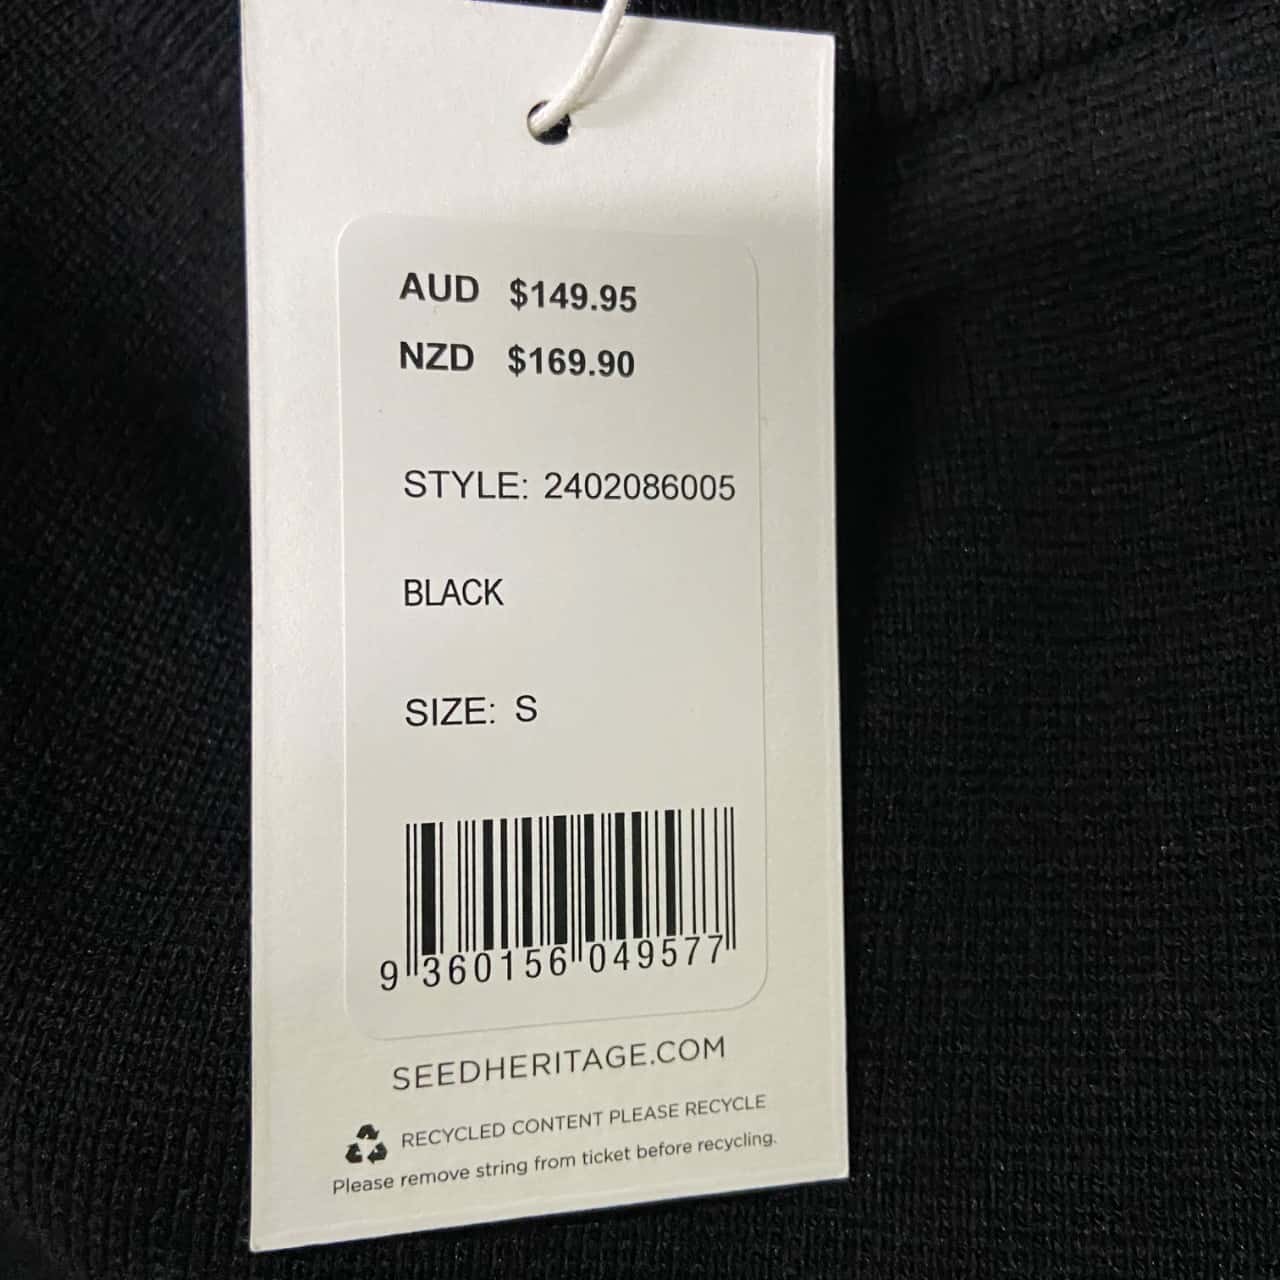 AUD $149.95
NZD $169.90
STYLE: 2402086005
BLACK
SIZE: S
9 360156 049577
SEEDHERITAGE.COM
RECYCLED CONTENT PLEASE RECYCLE
Please remove string from ticket before recycling.